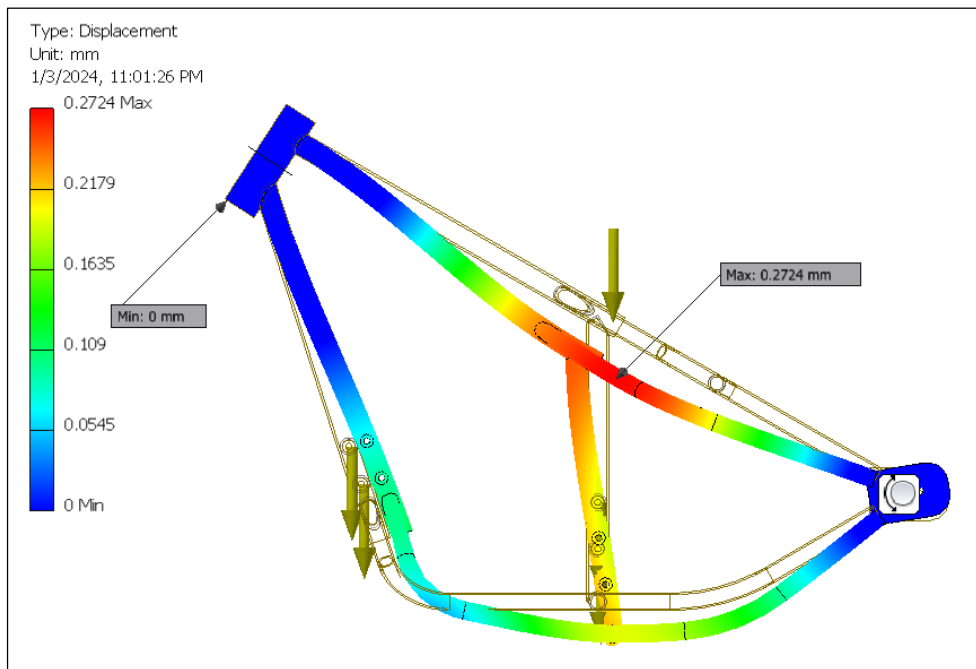 Type: Displacement
Unit: mm
1/3/2024, 11:01:26 PM
0.2724 Max
0.2179
0.1635
0.109
0.0545
0 Min
Min: 0 mm
Max: 0.2724 mm